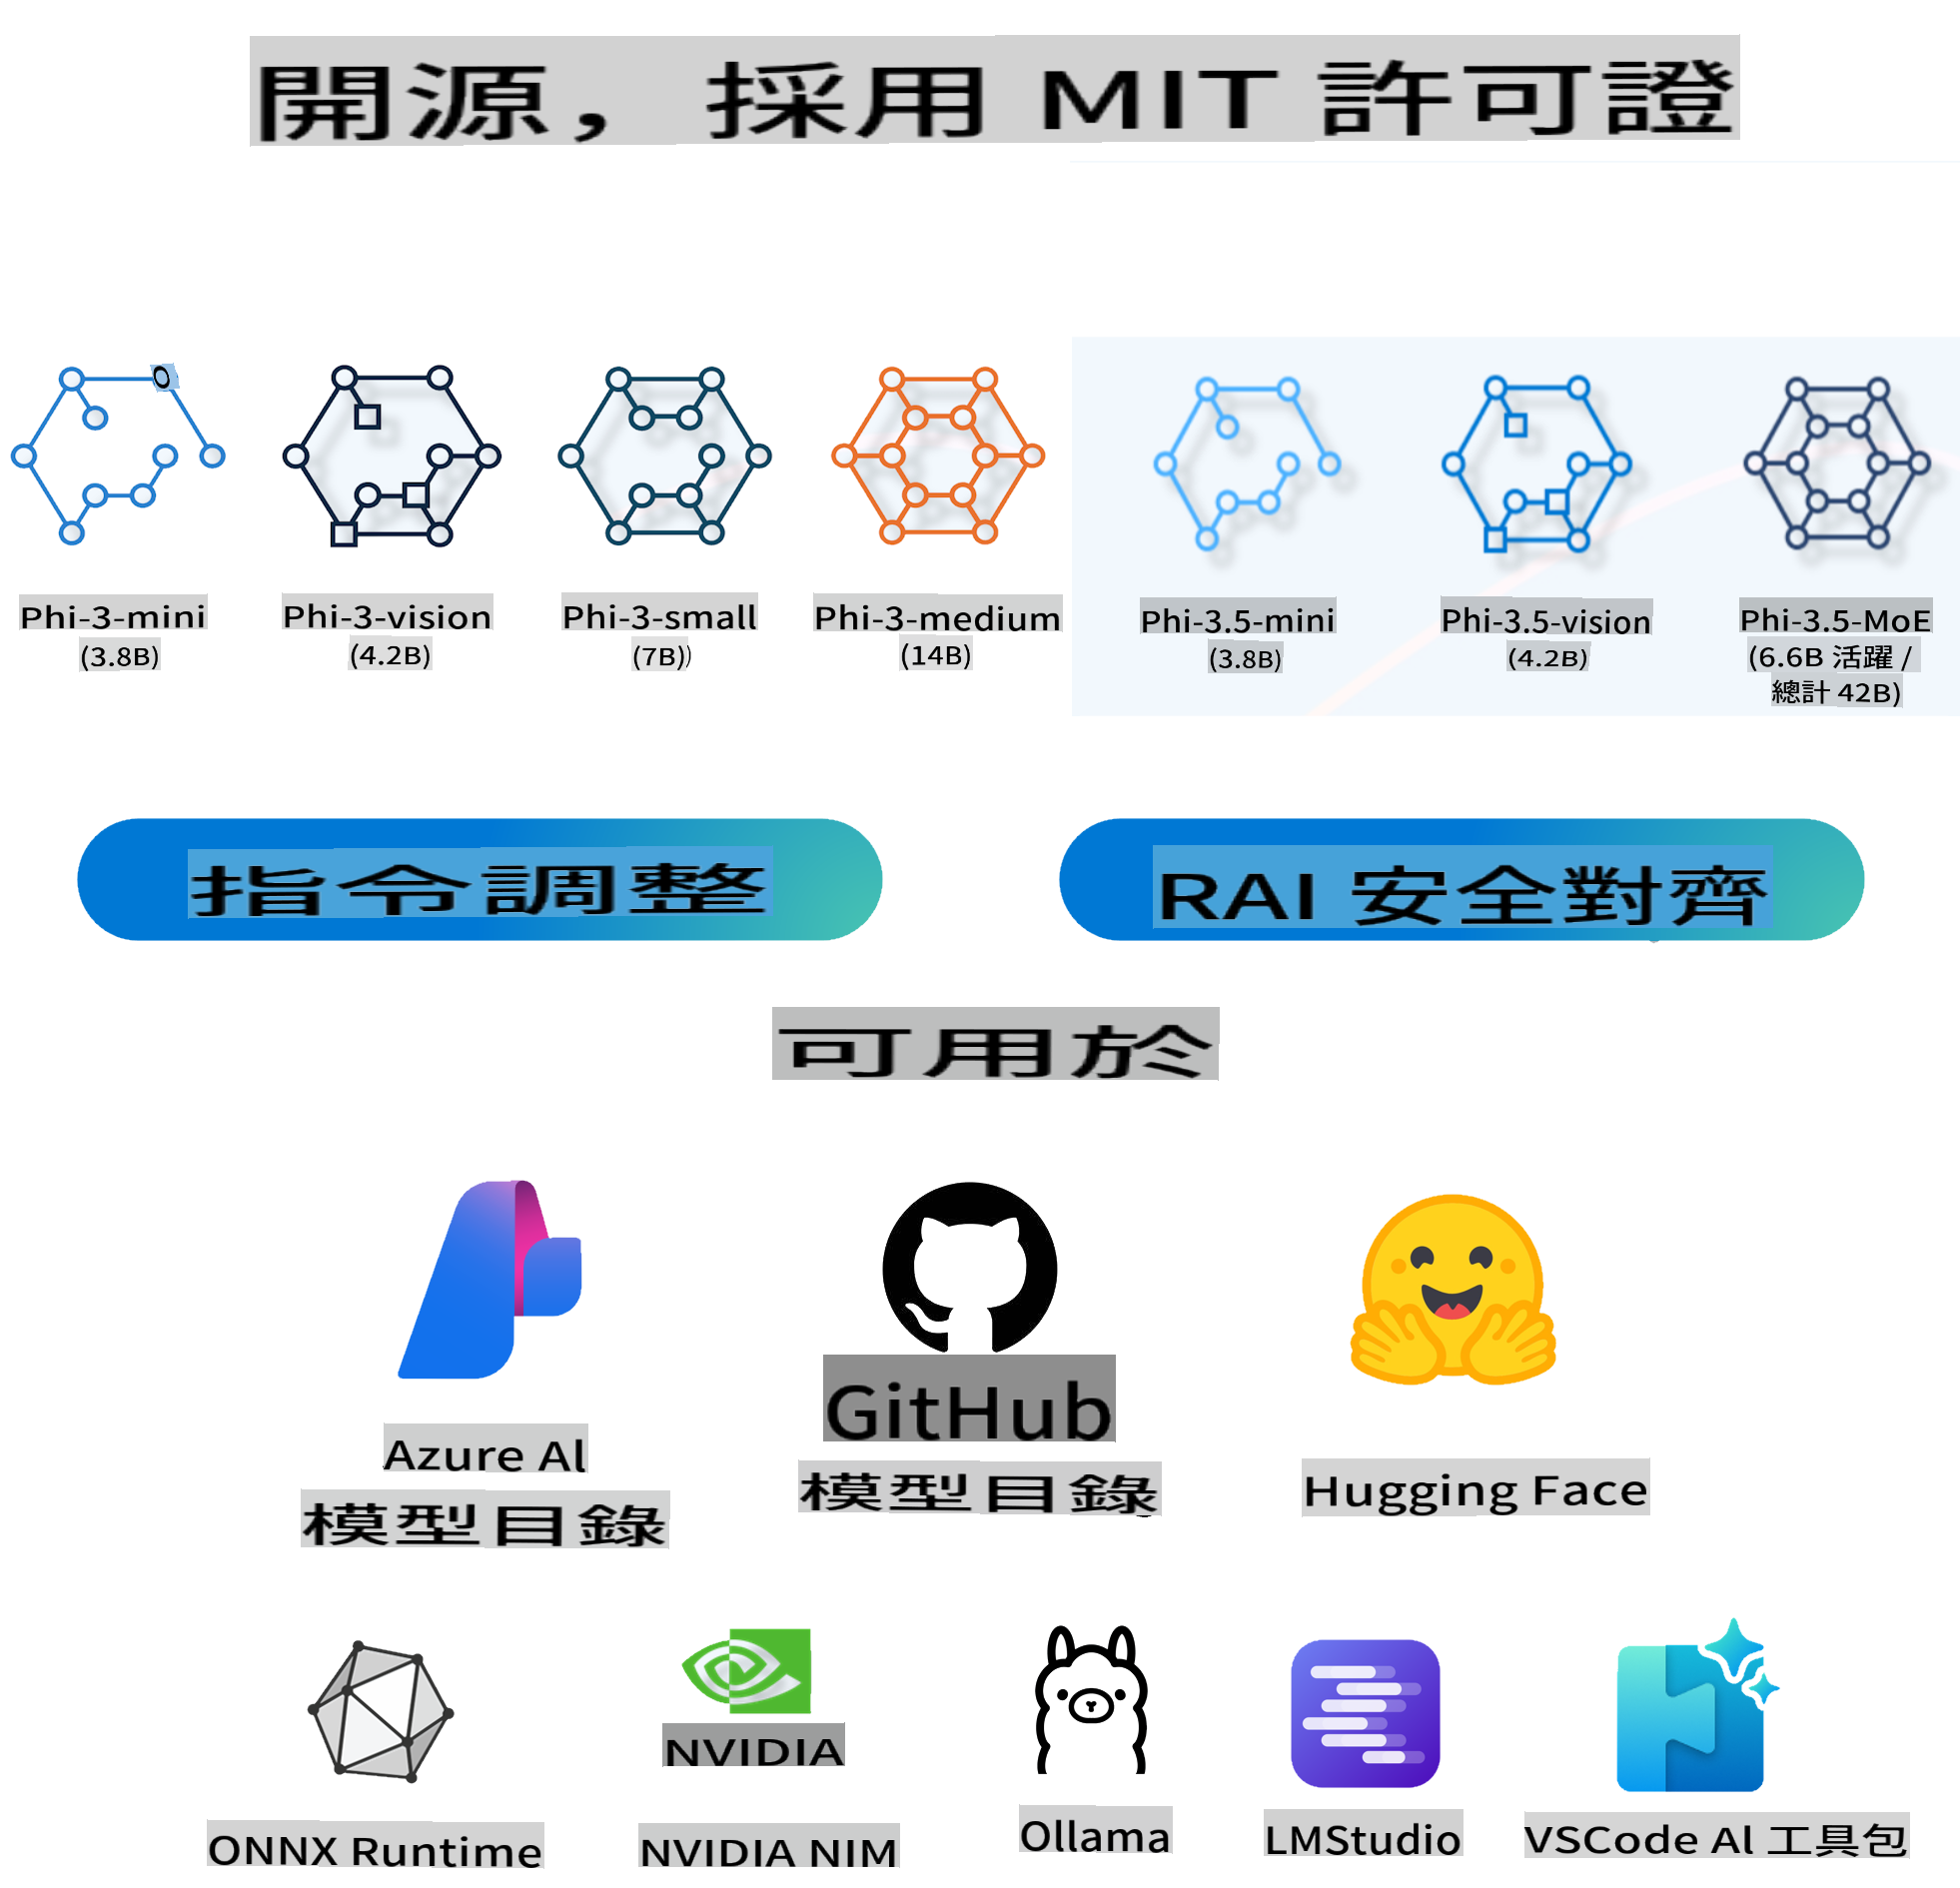 開源，採用 MIT 許可證
Phi-3-mini
(3.8B)
Phi-3-vision
(4.2B)
Phi-3-small
(7B))
Phi-3-medium
(14B)
Phi-3.5-mini
(3.8B)
Phi-3.5-vision
(4.2B)
Phi-3.5-MoE
(6.6B 活躍 /
總計 42B)
指令調整
RAI 安全對齊
可用於
Azure Al
模型目錄
GitHub
模型目錄
Hugging Face
ONNX Runtime
NVIDIA
NVIDIA NIM
Ollama
LMStudio
VSCode Al 工具包